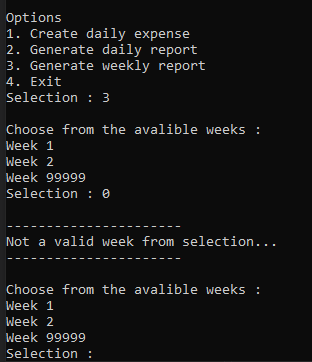 Options
1. Create daily expense
2. Generate daily report
3. Generate weekly report
4. Exit
Selection : 3
Choose from the avalible weeks :
Week 1
Week 2
Week 99999
Selection : 0
----------------------
Not a valid week from selection...
----------------------
Choose from the avalible weeks :
Week 1
Week 2
Week 99999
Selection :